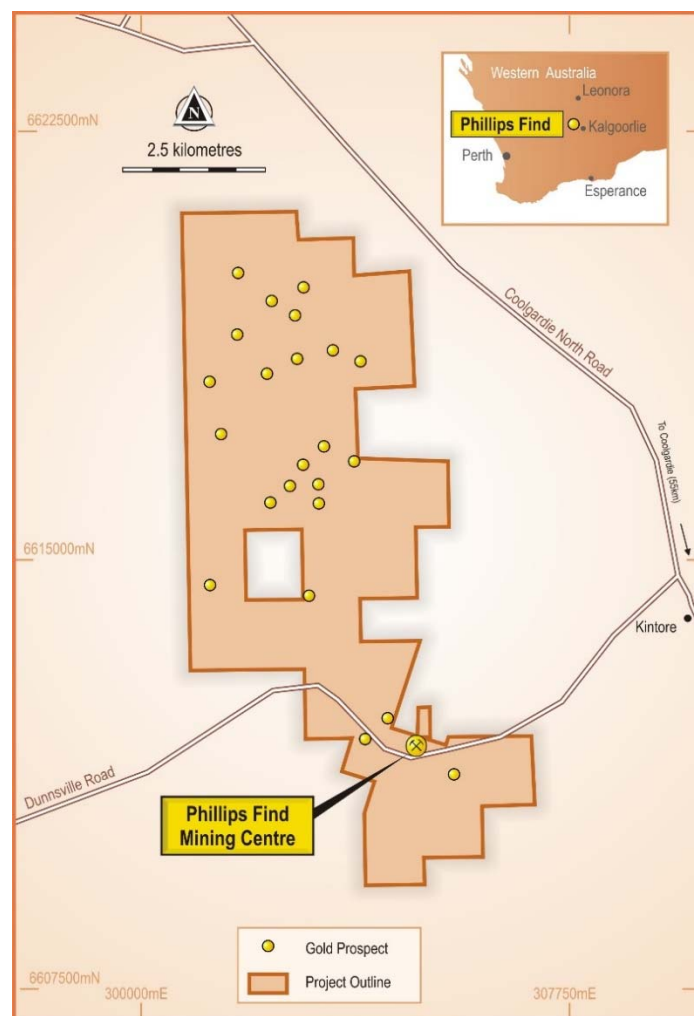 6622500mN
N
2.5 kilometres
Western Australia
Leonora
Phillips Find
Kalgoorlie
Perth
Esperance
Coolgardie North Road
To Coolgardie (55km)
6615000mN
Kintore
Dunnsville Road
Phillips Find
Mining Centre
Gold Prospect
Project Outline
6607500mN
300000mE
307750mE